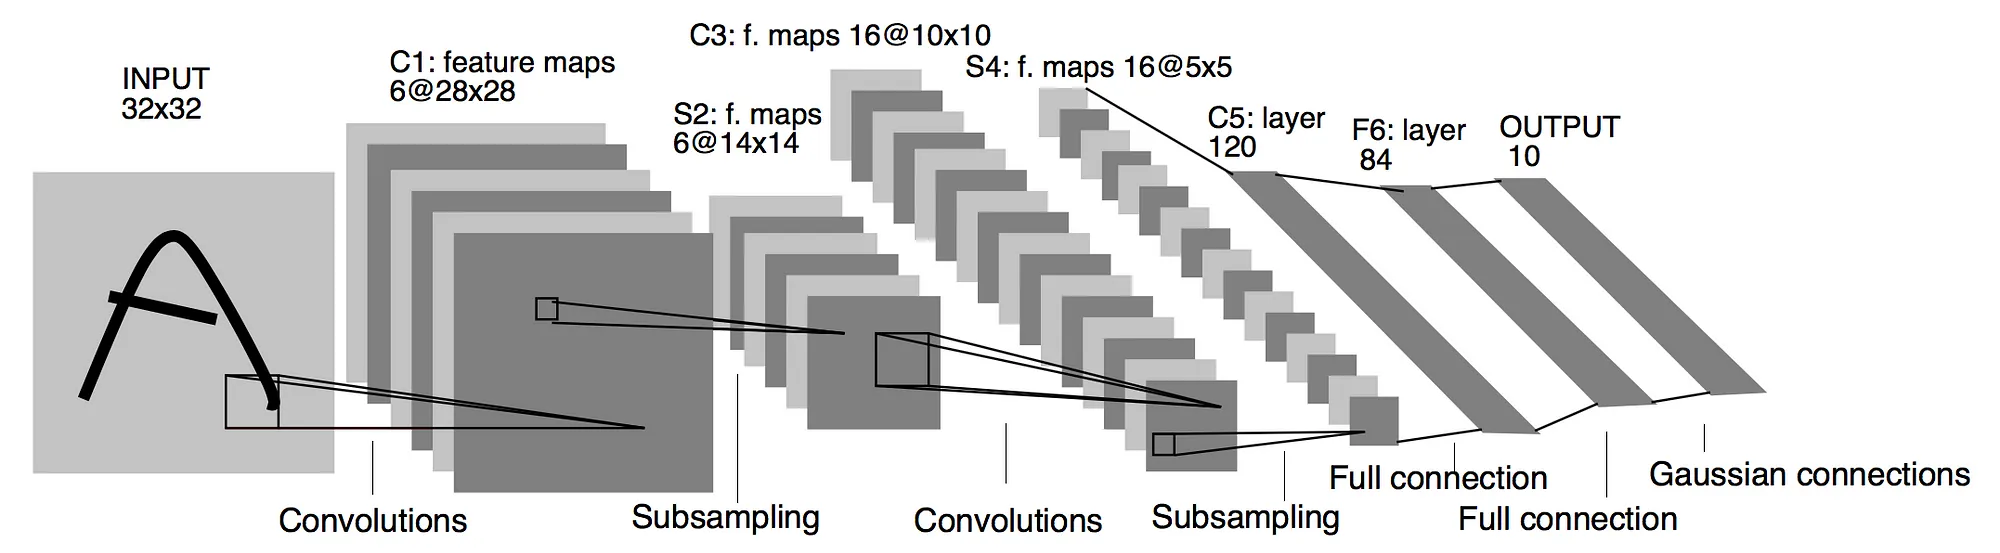 INPUT
32x32
C1: feature maps
6@28x28
S2: f. maps
6@14x14
C3: f. maps 16@10x10
S4: f. maps 16@5x5
C5: layer
120
F6: layer
84
OUTPUT
10
Convolutions
Subsampling
Convolutions
Subsampling
Full connection
Full connection
Gaussian connections